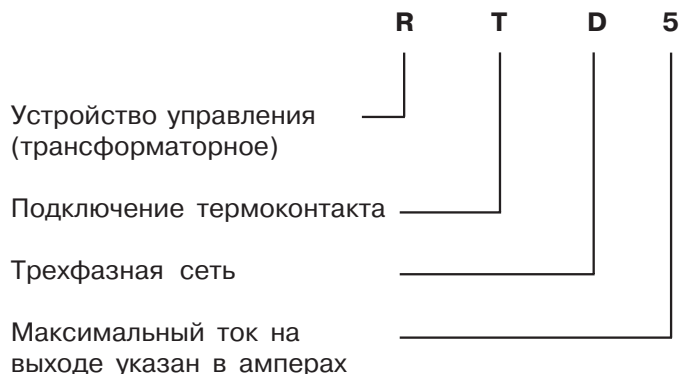 R T D 5
Устройство управления
(трансформаторное)
Подключение термоконтакта
Трехфазная сеть
Максимальный ток на
выходе указан в амперах